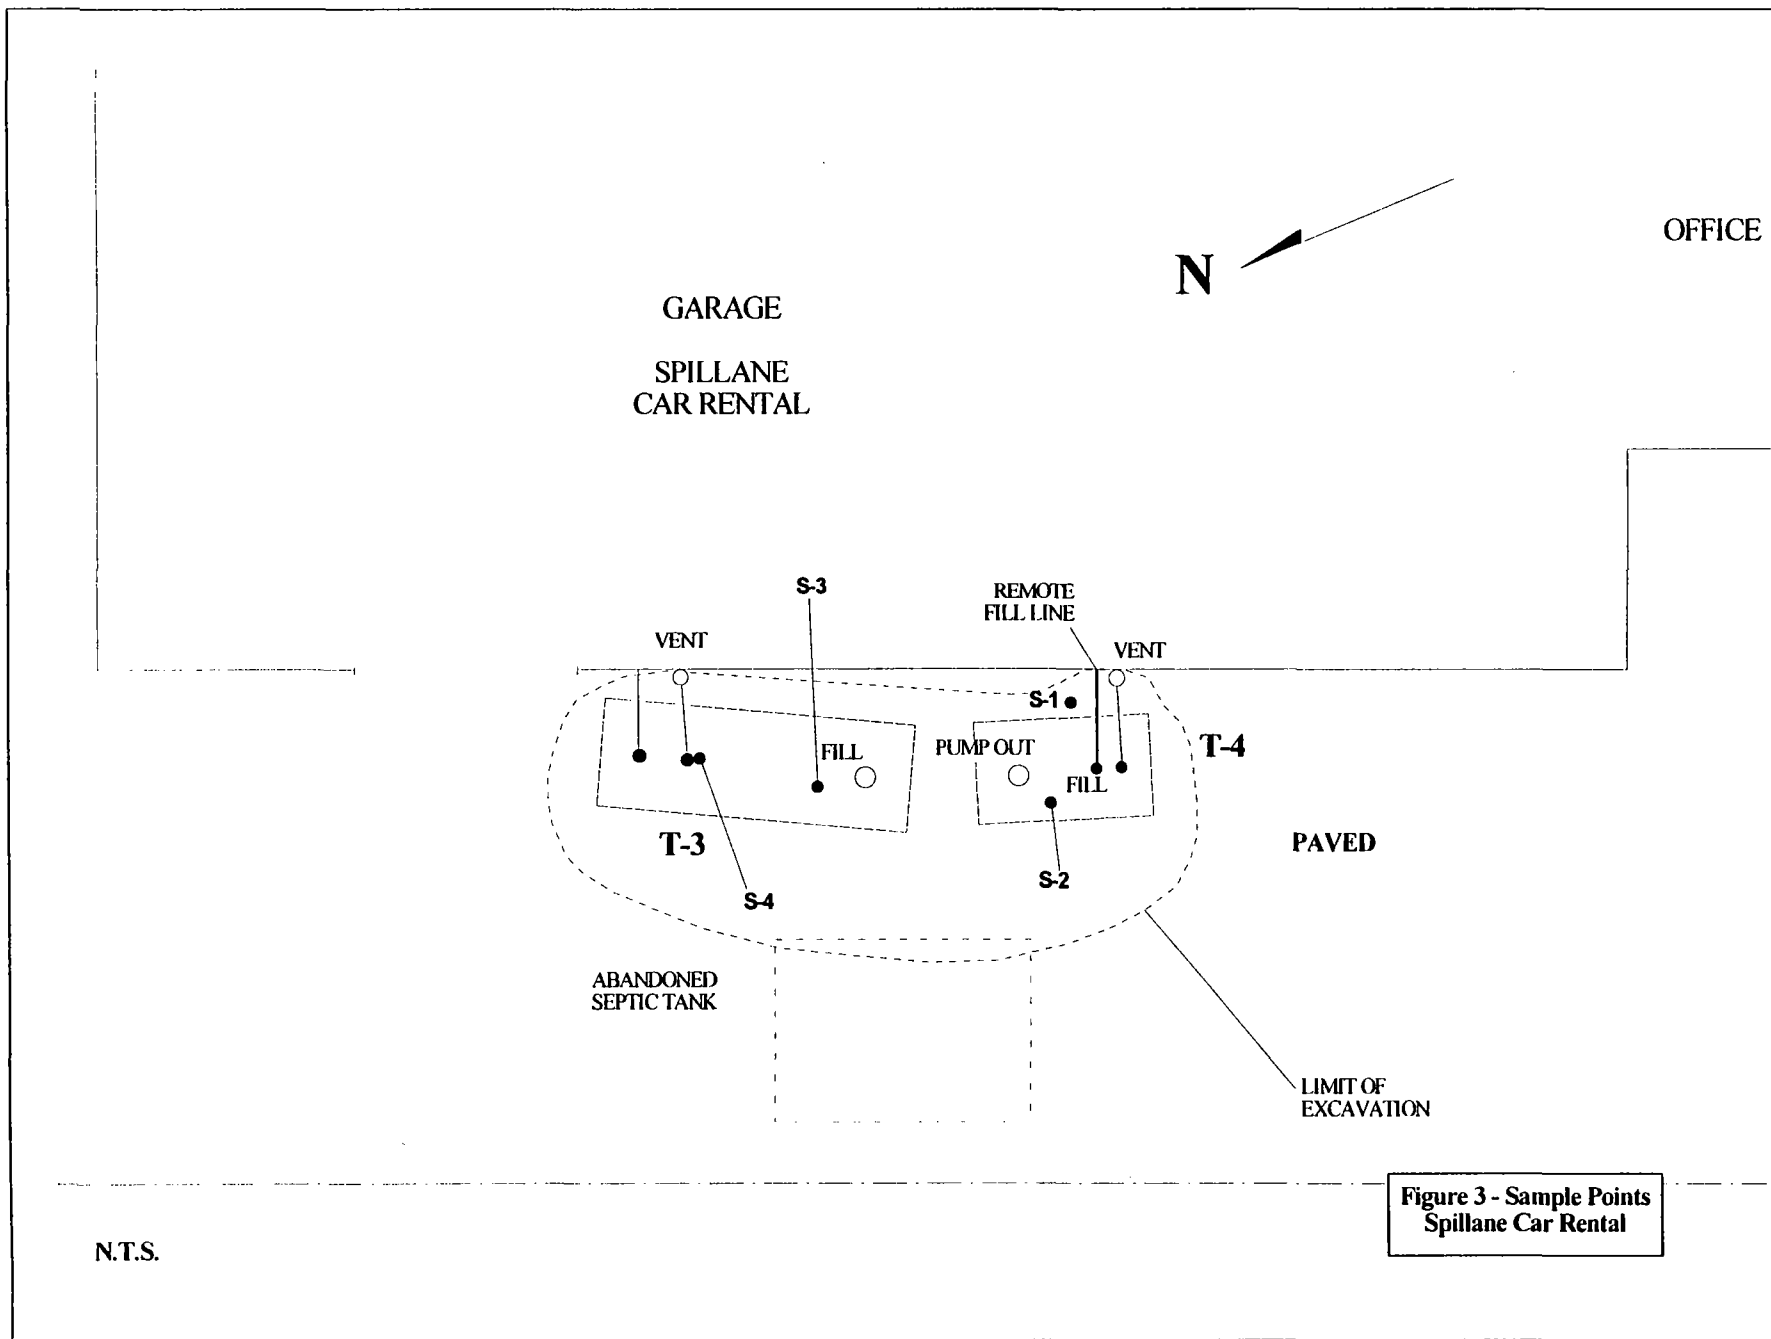 OFFICE
N
GARAGE
SPILLANE
CAR RENTAL
S-3
REMOTE
FILL LINE
VENT
VENT
S-1
FILL
PUMP OUT
T-4
FILL
T-3
PAVED
S-2
S-4
ABANDONED
SEPTIC TANK
LIMIT OF
EXCAVATION
Figure 3 - Sample Points
Spillane Car Rental
N.T.S.